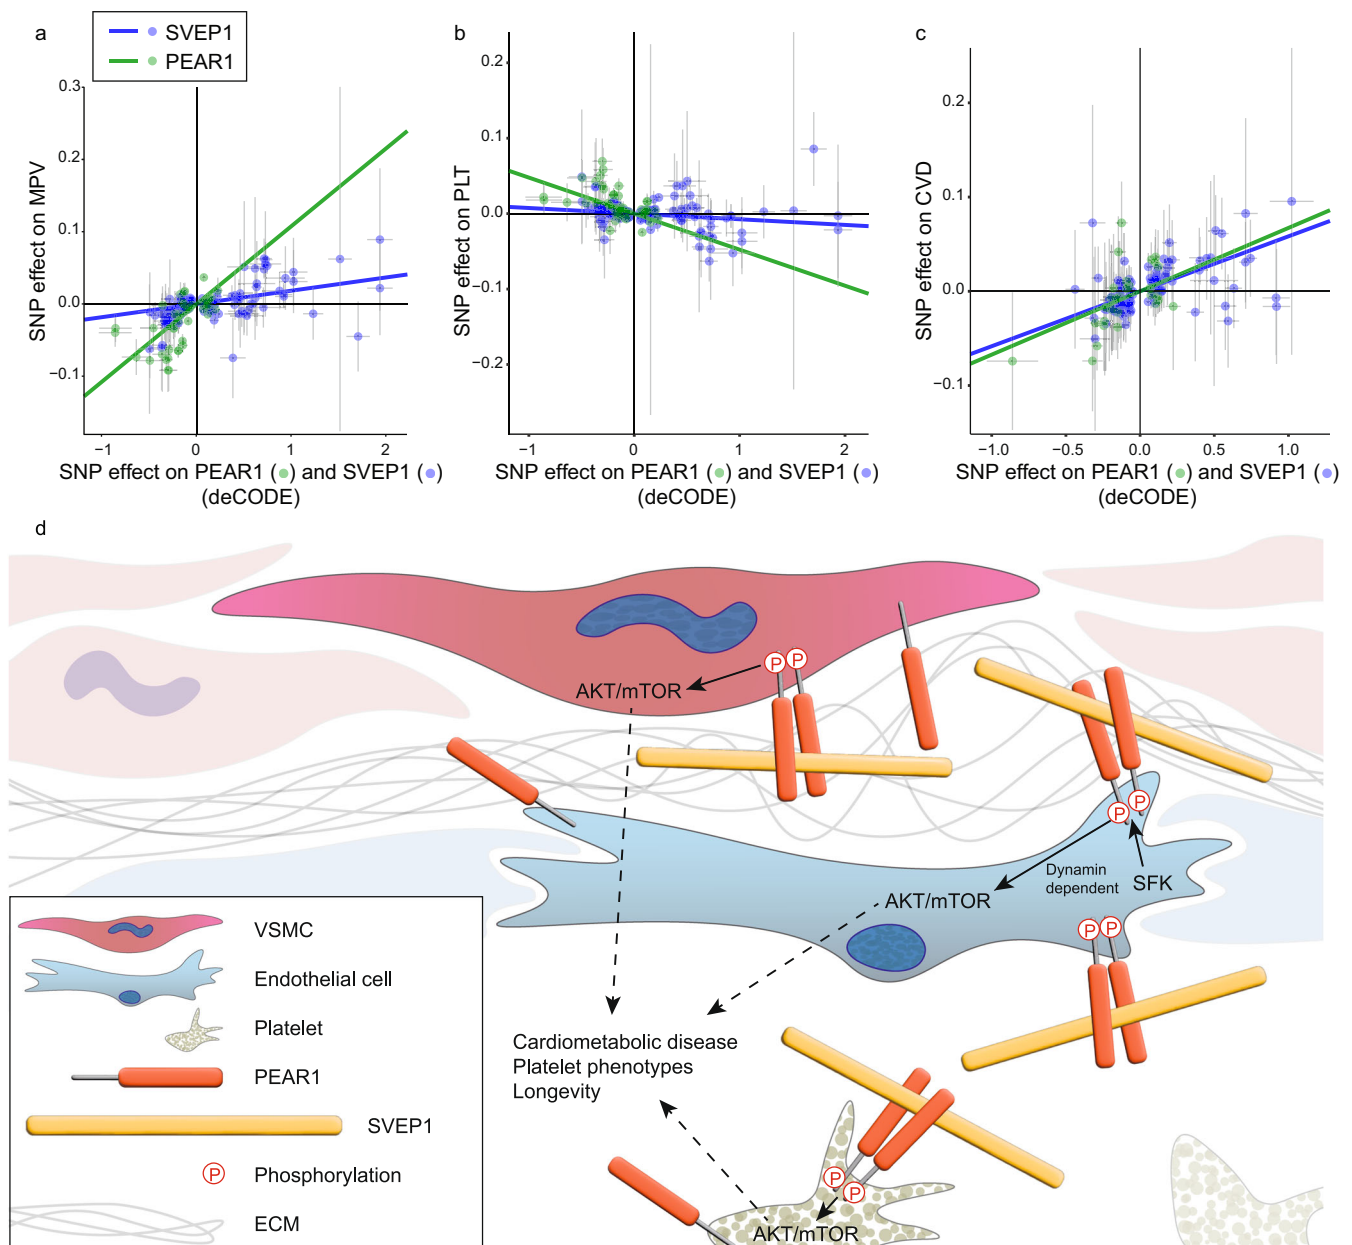 a
SVEP1
PEAR1
SNP effect on MPV
0.3
0.2
0.1
0.0
−0.1
−1
0
1
2
SNP effect on PEAR1 ( ) and SVEP1 ( )
(deCODE)
b
SNP effect on PLT
0.2
0.1
0.0
−0.1
−0.2
−1
0
1
2
SNP effect on PEAR1 ( ) and SVEP1 ( )
(deCODE)
c
SNP effect on CVD
0.2
0.1
0.0
−0.1
−1.0
−0.5
0.0
0.5
1.0
SNP effect on PEAR1 ( ) and SVEP1 ( )
(deCODE)
d
P P
AKT/mTOR
P
P
Dynamin
dependent
SFK
AKT/mTOR
P P
Cardiometabolic disease
Platelet phenotypes
Longevity
P
P
AKT/mTOR
VSMC
Endothelial cell
Platelet
PEAR1
SVEP1
P Phosphorylation
ECM